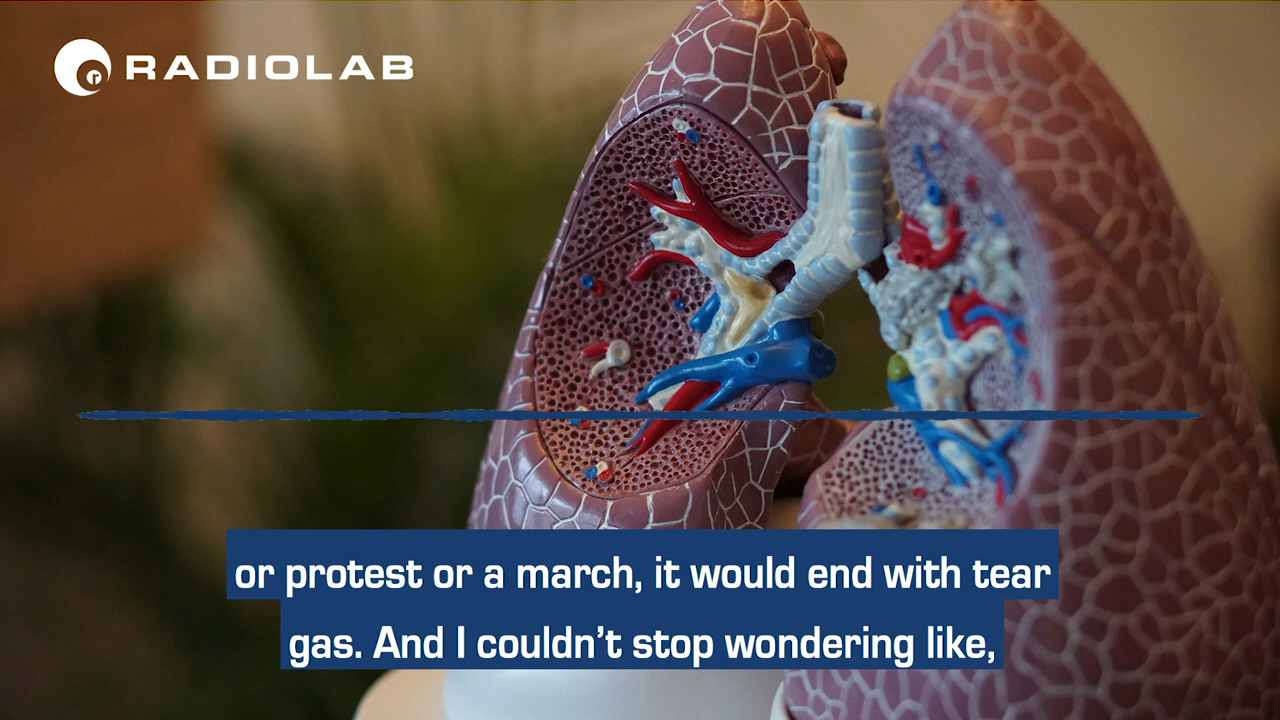 RADIOLAB
or protest or a march, it would end with tear
gas. And I couldn’t stop wondering like,